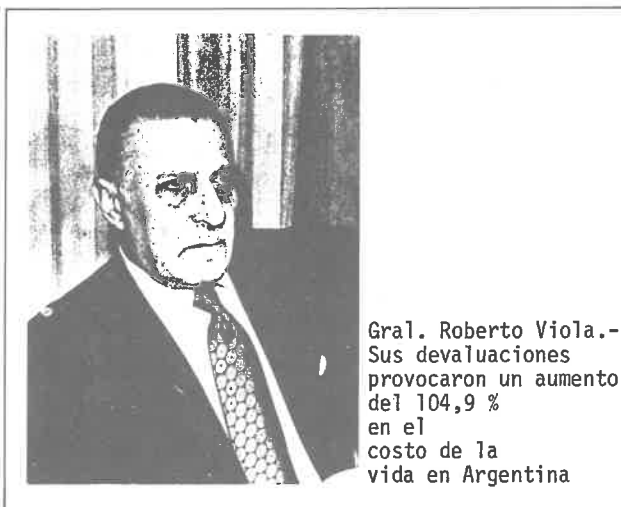 Gral. Roberto Viola.-
Sus devaluaciones
provocaron un aumento
del 104,9 %
en el
costo de la
vida en Argentina